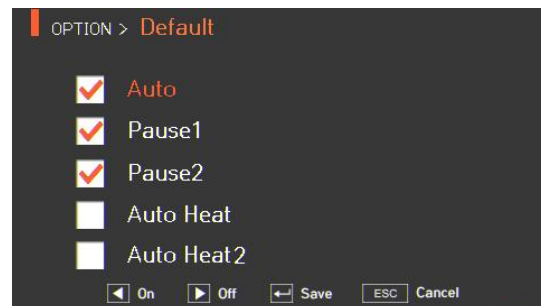 OPTION > Default
Auto
Pause1
Pause2
Auto Heat
Auto Heat2
On Off Save ESC Cancel